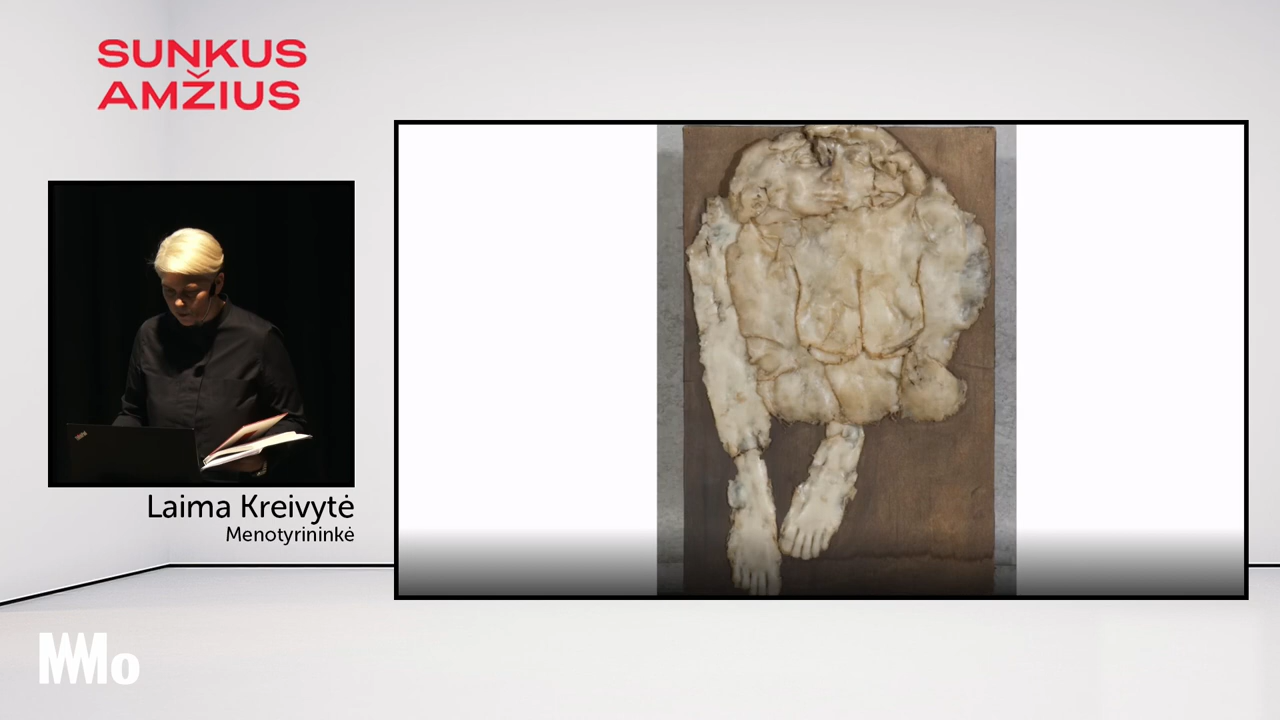 SUNKUS
AMŽIUS
Laima Kreivytė
Menotyrininkė
MMo